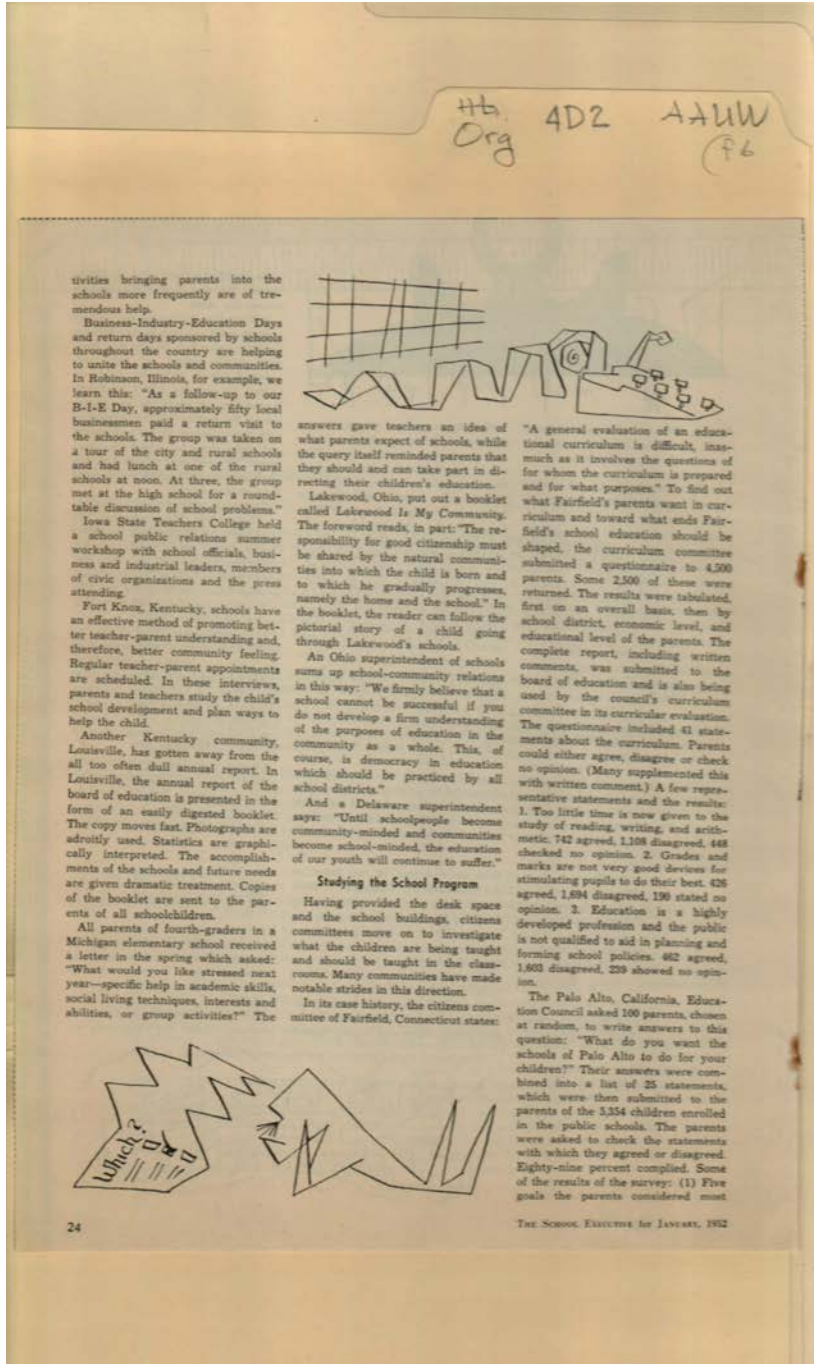 Org 4D2 AAUW
tivities bringing parents into the
schools more frequently are of tre-
mendous help.
Business-Industry-Education Days
and return days sponsored by schools
throughout the country are helping
to unite the schools and communities.
In Robinson, Illinois, for example, we
learn this: "As a follow-up to our
B-I-E Day, approximately fifty local
businessmen paid a return visit to
the schools. The group was taken on
a tour of the city and rural schools
and had lunch at one of the rural
schools at noon. At three, the group
met at the high school for a round-
table discussion of school problems."
Iowa State Teachers College held
a school public relations summer
workshop with school officials, busi-
ness and industrial leaders, members
of civic organizations and the press
attending.
Fort Knox, Kentucky, schools have
an effective method of promoting bet-
ter teacher-parent understanding and,
therefore, better community feeling.
Regular teacher-parent appointments
are scheduled. In these interviews,
parents and teachers study the child's
school development and plan ways to
help the child.
Another Kentucky community,
Louisville, has gotten away from the
all too often dull annual report. In
Louisville, the annual report of the
board of education is presented in the
form of an easily digested booklet.
The copy moves fast. Photographs are
adroitly used. Statistics are graphi-
cally interpreted. The accomplish-
ments of the schools and future needs
are given dramatic treatment. Copies
of the booklet are sent to the par-
ents of all schoolchildren.
All parents of fourth-graders in a
Michigan elementary school received
a letter in the spring which asked:
"What would you like stressed next
year—specific help in academic skills,
social living techniques, interests and
abilities, or group activities?" The
answers gave teachers an idea of
what parents expect of schools, while
the query itself reminded parents that
they should and can take part in di-
recting their children's education.
Lakewood, Ohio, put out a booklet
called Lakewood Is My Community.
The foreword reads, in part: "The re-
sponsibility for good citizenship must
be shared by the natural communi-
ties into which the child is born and
to which he gradually progresses,
namely the home and the school." In
the booklet, the reader can follow the
pictorial story of a child going
through Lakewood's schools.
An Ohio superintendent of schools
sums up school-community relations
in this way: "We firmly believe that a
school cannot be successful if you
do not develop a firm understanding
of the purposes of education in the
community as a whole. This, of
course, is democracy in education
which should be practiced by all
school districts."
And a Delaware superintendent
says: "Until schoolpeople become
community-minded and communities
become school-minded, the education
of our youth will continue to suffer."
Studying the School Program
Having provided the desk space
and the school buildings, citizens
committees move on to investigate
what the children are being taught
and should be taught in the class-
rooms. Many communities have made
notable strides in this direction.
In its case history, the citizens com-
mittee of Fairfield, Connecticut states:
"A general evaluation of an educa-
tional curriculum is difficult, inas-
much as it involves the questions of
for whom the curriculum is prepared
and for what purposes." To find out
what Fairfield's parents want in cur-
riculum and toward what ends Fair-
field's school education should be
shaped, the curriculum committee
submitted a questionnaire to 4,500
parents. Some 2,500 of these were
returned. The results were tabulated,
first on an overall basis, then by
school district, economic level, and
educational level of the parents. The
complete report, including written
comments, was submitted to the
board of education and is also being
used by the council's curriculum
committee in its curricular evaluation.
The questionnaire included 41 state-
ments about the curriculum. Parents
could either agree, disagree or check
no opinion. (Many supplemented this
with written comment.) A few repre-
sentative statements and the results:
1. Too little time is now given to the
study of reading, writing, and arith-
metic. 742 agreed, 1,108 disagreed, 448
checked no opinion. 2. Grades and
marks are not very good devices for
stimulating pupils to do their best. 426
agreed, 1,694 disagreed, 190 stated no
opinion. 3. Education is a highly
developed profession and the public
is not qualified to aid in planning and
forming school policies. 462 agreed,
1,603 disagreed, 239 showed no opin-
ion.
The Palo Alto, California, Educa-
tion Council asked 100 parents, chosen
at random, to write answers to this
question: "What do you want the
schools of Palo Alto to do for your
children?" Their answers were com-
bined into a list of 25 statements,
which were then submitted to the
parents of the 5,354 children enrolled
in the public schools. The parents
were asked to check the statements
with which they agreed or disagreed.
Eighty-nine percent complied. Some
of the results of the survey: (1) Five
goals the parents considered most
Which?
24
THE SCHOOL EXECUTIVE for JANUARY, 1952